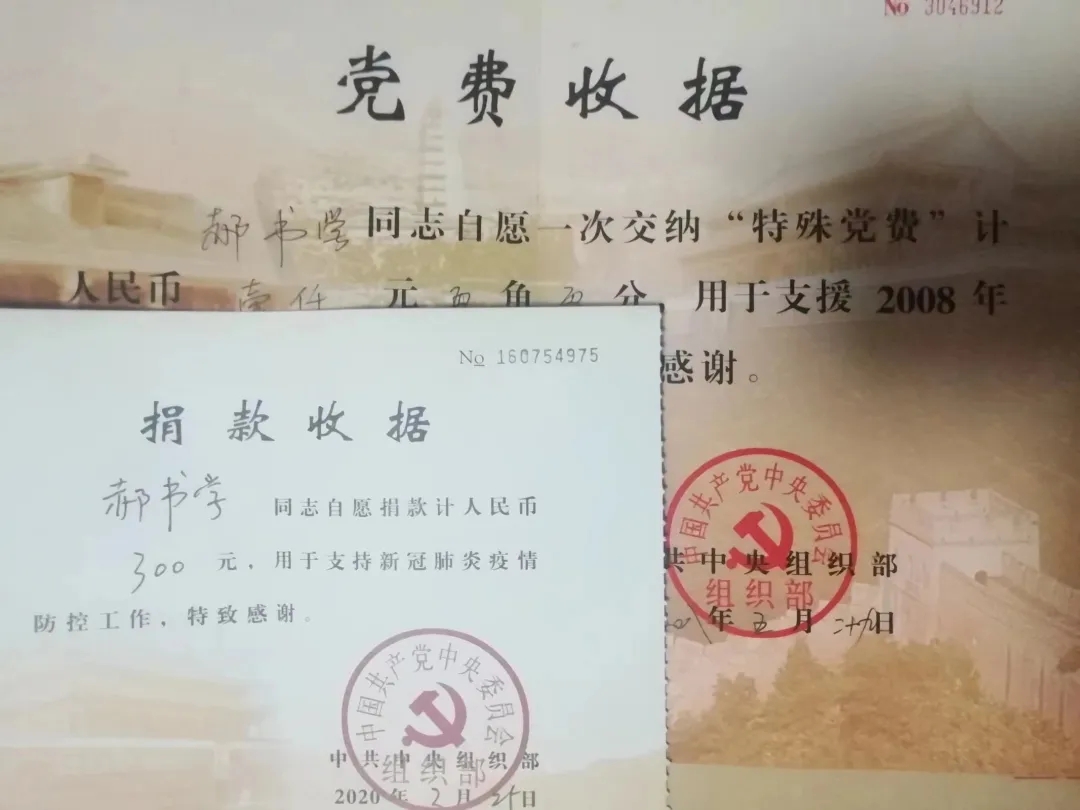 No 3046912
党费收据
郝书学同志自愿一次交纳“特殊党费”计
人民币 壹仟 元 角 分 用于支援 2008 年
感谢。
中国共产党中央委员会
组织部
共中央组织部
年五月二十九日
No 160754975
捐款收据
郝书学 同志自愿捐款计人民币
300 元，用于支持新冠肺炎疫情
防控工作，特致感谢。
中国共产党中央委员会
组织部
中共中央组织部
2020 年 月 日